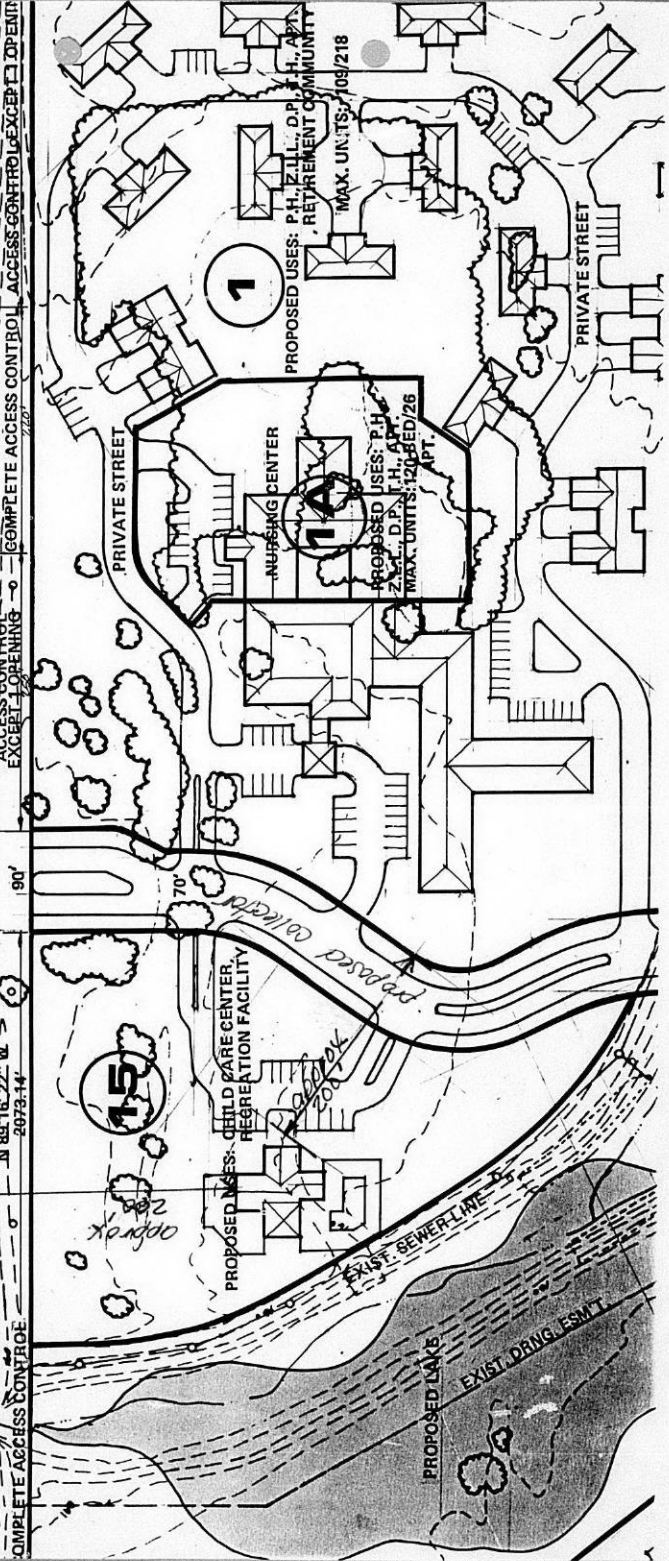 COMPLETE ACCESS CONTROL
2073.14'
90'
ACCESS CONTROL
EXCEPT 1 OPENING
COMPLETE ACCESS CONTROL
ACCESS CONTROL EXCEPT 1 OPENING
70'
PRIVATE STREET
15
approx
200'
PROPOSED USES: CHILD CARE CENTER,
RECREATION FACILITY
approx
200'
proposed collector
NURSING CENTER
1A
PROPOSED USES: P.H.,
Z.L.L., D.P., T.H., APT.
MAX. UNITS: 120 BED/26
APT.
1
PROPOSED USES: P.H., Z.L.L., D.P., T.H., APT.
RETIREMENT COMMUNITY
MAX. UNITS: 109/218
PRIVATE STREET
EXIST. SEWER LINE
PROPOSED LAKE
EXIST. DRNG. ESM'T.